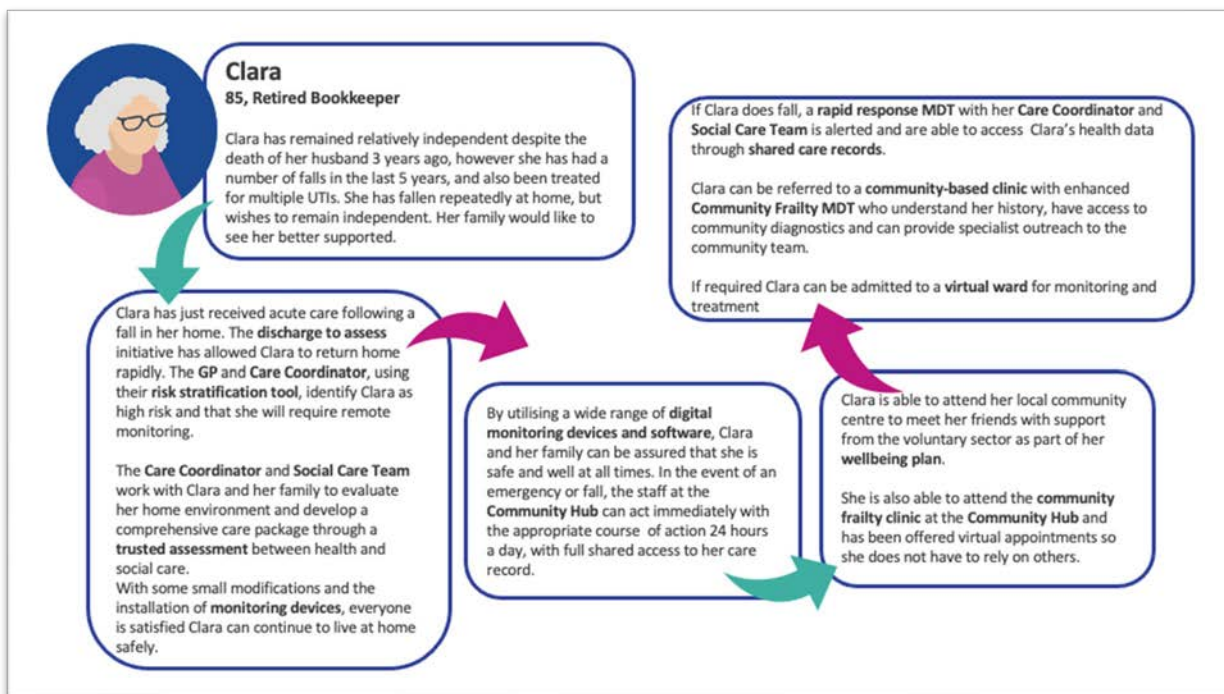 Clara
85, Retired Bookkeeper
Clara has remained relatively independent despite the
death of her husband 3 years ago, however she has had a
number of falls in the last 5 years, and also been treated
for multiple UTIs. She has fallen repeatedly at home, but
wishes to remain independent. Her family would like to
see her better supported.
Clara has just received acute care following a
fall in her home. The discharge to assess
initiative has allowed Clara to return home
rapidly. The GP and Care Coordinator, using
their risk stratification tool, identify Clara as
high risk and that she will require remote
monitoring.
The Care Coordinator and Social Care Team
work with Clara and her family to evaluate
her home environment and develop a
comprehensive care package through a
trusted assessment between health and
social care.
With some small modifications and the
installation of monitoring devices, everyone
is satisfied Clara can continue to live at home
safely.
By utilising a wide range of digital
monitoring devices and software, Clara
and her family can be assured that she is
safe and well at all times. In the event of an
emergency or fall, the staff at the
Community Hub can act immediately with
the appropriate course of action 24 hours
a day, with full shared access to her care
record.
Clara is able to attend her local community
centre to meet her friends with support
from the voluntary sector as part of her
wellbeing plan.
She is also able to attend the community
frailty clinic at the Community Hub and
has been offered virtual appointments so
she does not have to rely on others.
If Clara does fall, a rapid response MDT with her Care Coordinator and
Social Care Team is alerted and are able to access Clara's health data
through shared care records.
Clara can be referred to a community-based clinic with enhanced
Community Frailty MDT who understand her history, have access to
community diagnostics and can provide specialist outreach to the
community team.
If required Clara can be admitted to a virtual ward for monitoring and
treatment